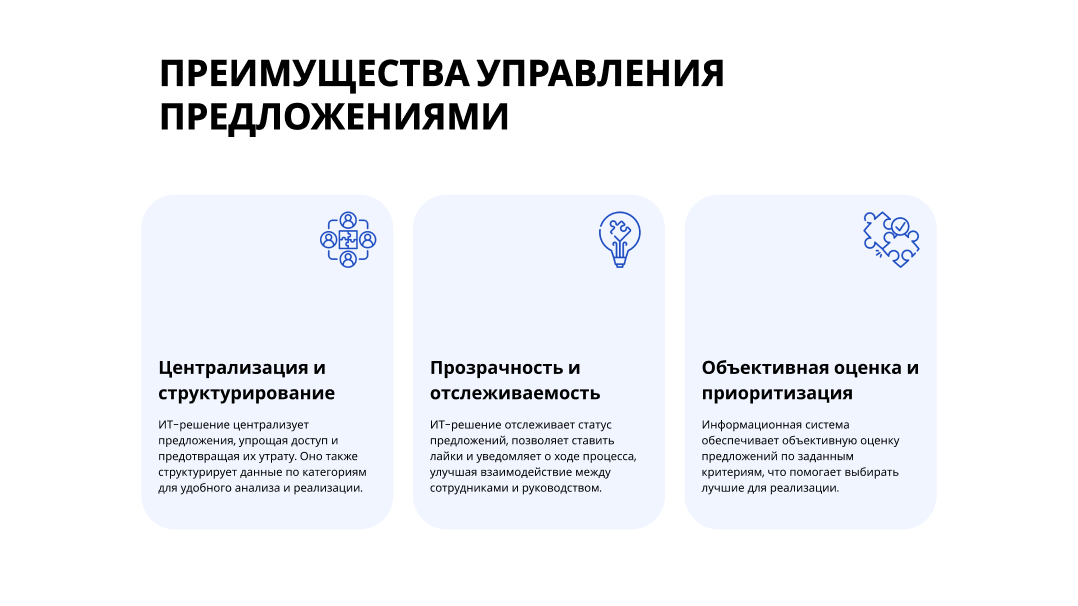 ПРЕИМУЩЕСТВА УПРАВЛЕНИЯ
ПРЕДЛОЖЕНИЯМИ
Централизация и
структурирование
ИТ-решение централизует
предложения, упрощая доступ и
предотвращая их утрату. Оно также
структурирует данные по категориям
для удобного анализа и реализации.
Прозрачность и
отслеживаемость
ИТ-решение отслеживает статус
предложений, позволяет ставить
лайки и уведомляет о ходе процесса,
улучшая взаимодействие между
сотрудниками и руководством.
Объективная оценка и
приоритизация
Информационная система
обеспечивает объективную оценку
предложений по заданным
критериям, что помогает выбирать
лучшие для реализации.